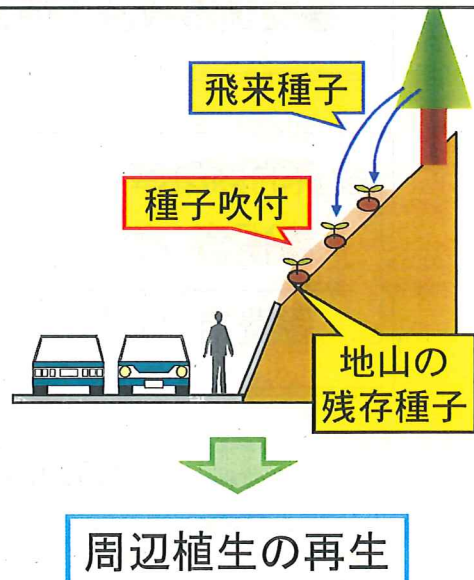 飛来種子
種子吹付
地山の
残存種子
周辺植生の再生